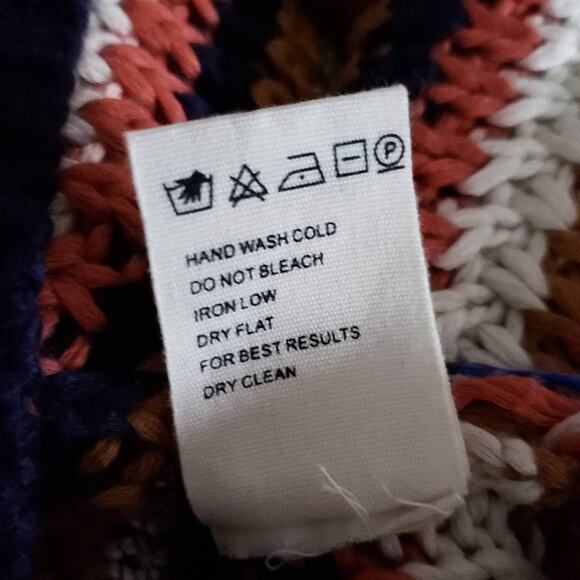 P
HAND WASH COLD
DO NOT BLEACH
IRON LOW
DRY FLAT
FOR BEST RESULTS
DRY CLEAN